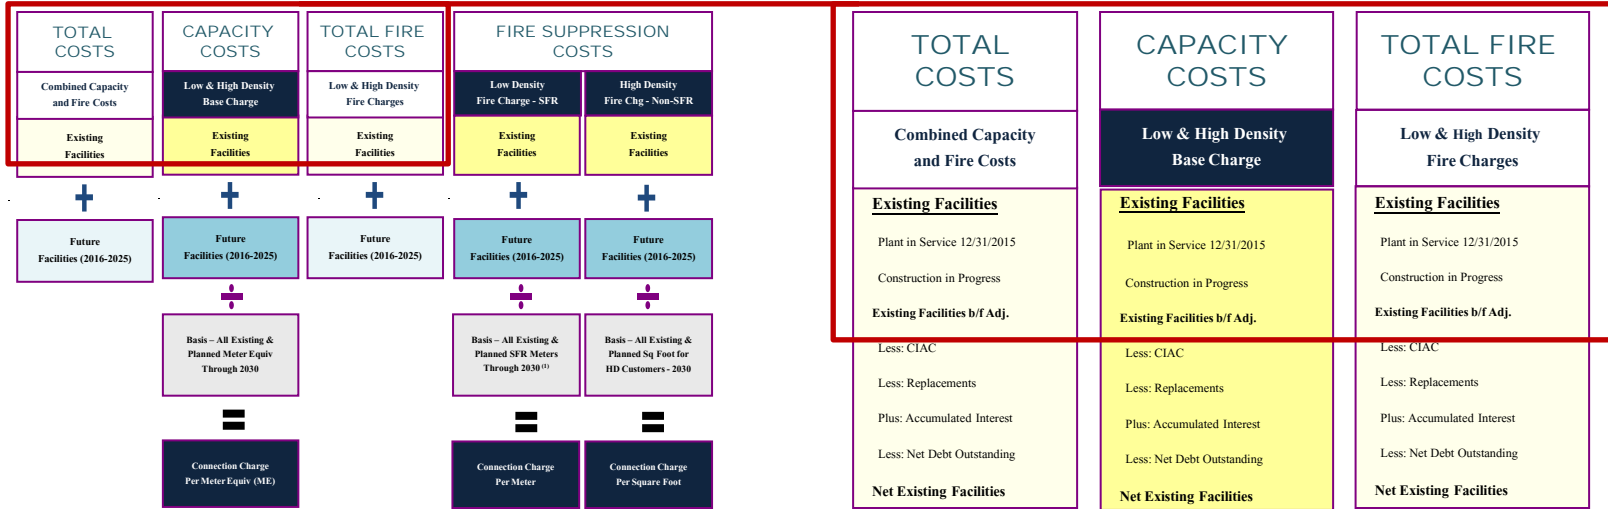 TOTAL
COSTS
CAPACITY
COSTS
TOTAL FIRE
COSTS
FIRE SUPPRESSION
COSTS
Combined Capacity
and Fire Costs
Low & High Density
Base Charge
Low & High Density
Fire Charges
Low Density
Fire Charge - SFR
High Density
Fire Chg - Non-SFR
Existing
Facilities
Existing
Facilities
Existing
Facilities
Existing
Facilities
Existing
Facilities
+ + + + +
Future
Facilities (2016-2025)
Future
Facilities (2016-2025)
Future
Facilities (2016-2025)
Future
Facilities (2016-2025)
Future
Facilities (2016-2025)
÷ ÷ ÷
Basis – All Existing &
Planned Meter Equiv
Through 2030
Basis – All Existing &
Planned SFR Meters
Through 2030 (1)
Basis – All Existing &
Planned Sq Foot for
HD Customers - 2030
= = =
Connection Charge
Per Meter Equiv (ME)
Connection Charge
Per Meter
Connection Charge
Per Square Foot
TOTAL
COSTS
Combined Capacity
and Fire Costs
Existing Facilities
Plant in Service 12/31/2015
Construction in Progress
Existing Facilities b/f Adj.
Less: CIAC
Less: Replacements
Plus: Accumulated Interest
Less: Net Debt Outstanding
Net Existing Facilities
CAPACITY
COSTS
Low & High Density
Base Charge
Existing Facilities
Plant in Service 12/31/2015
Construction in Progress
Existing Facilities b/f Adj.
Less: CIAC
Less: Replacements
Plus: Accumulated Interest
Less: Net Debt Outstanding
Net Existing Facilities
TOTAL FIRE
COSTS
Low & High Density
Fire Charges
Existing Facilities
Plant in Service 12/31/2015
Construction in Progress
Existing Facilities b/f Adj.
Less: CIAC
Less: Replacements
Plus: Accumulated Interest
Less: Net Debt Outstanding
Net Existing Facilities